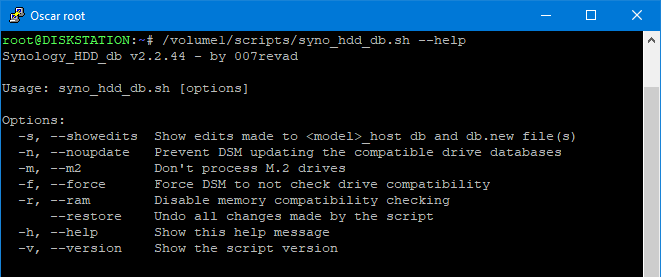 Oscar root
root@DISKSTATION:~# /volume1/scripts/syno_hdd_db.sh --help
Synology_HDD_db v2.2.44 - by 007revad
Usage: syno_hdd_db.sh [options]
Options:
-s, --showedits Show edits made to <model>_host db and db.new file(s)
-n, --noupdate Prevent DSM updating the compatible drive databases
-m, --m2 Don't process M.2 drives
-f, --force Force DSM to not check drive compatibility
-r, --ram Disable memory compatibility checking
--restore Undo all changes made by the script
-h, --help Show this help message
-v, --version Show the script version